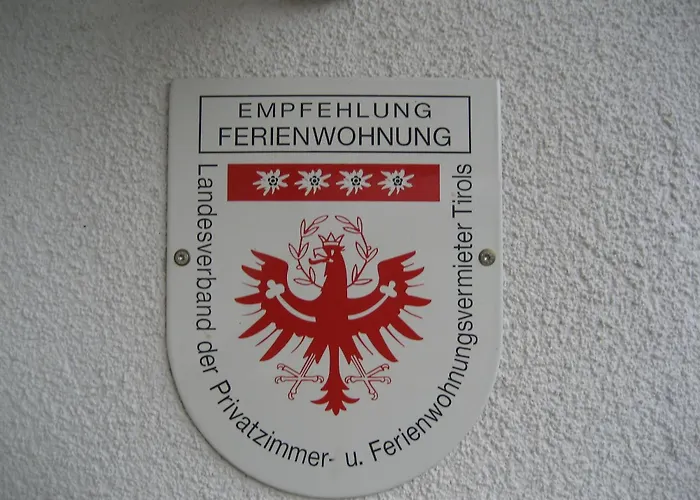 EMPFEHLUNG
FERIENWOHNUNG
Landesverband der Privatzimmer- u. Ferienwohnungsvermieter Tirols